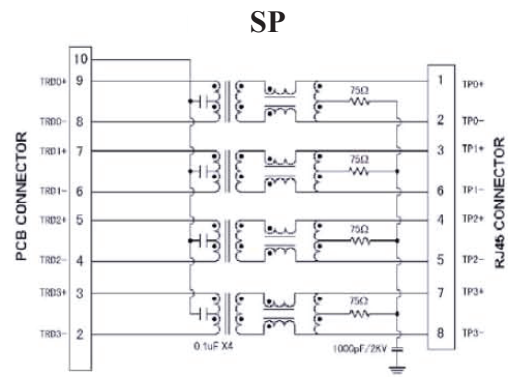 SP
10
TRD0+ 9 75Ω 1 TP0+
TRD0- 8 2 TP0-
TRD1+ 7 75Ω 3 TP1+
TRD1- 6 6 TP1-
TRD2+ 5 75Ω 4 TP2+
TRD2- 4 5 TP2-
TRD3+ 3 75Ω 7 TP3+
TRD3- 2 8 TP3-
0.1uF X4 1000pF/2KV
PCB CONNECTOR
RJ45 CONNECTOR